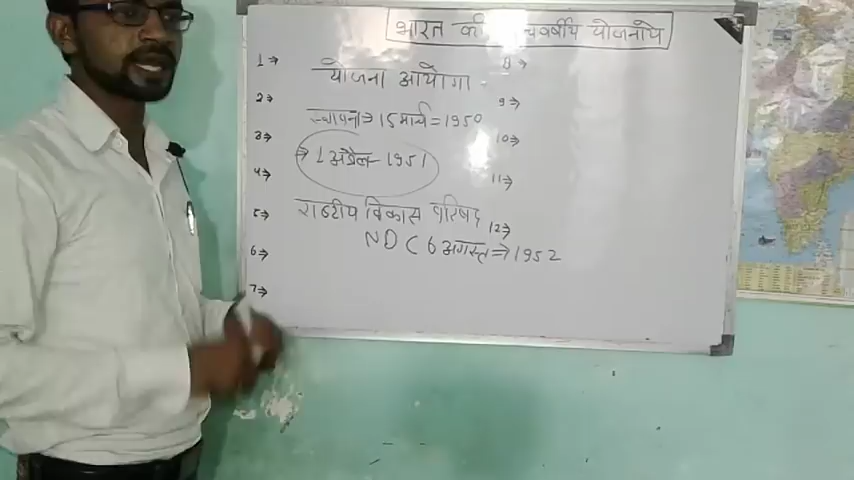 भारत की चवर्षीय योजनाएं
1→ योजना आयोग 8→
2→ स्थापना⇒ 15 मार्च = 1950 9→
3→ → 1 अप्रैल - 1951 10→
4→ 11→
5→ राष्ट्रीय विकास परिषद 12→
6→ NDC 6 अगस्त ⇒ 1952
7→